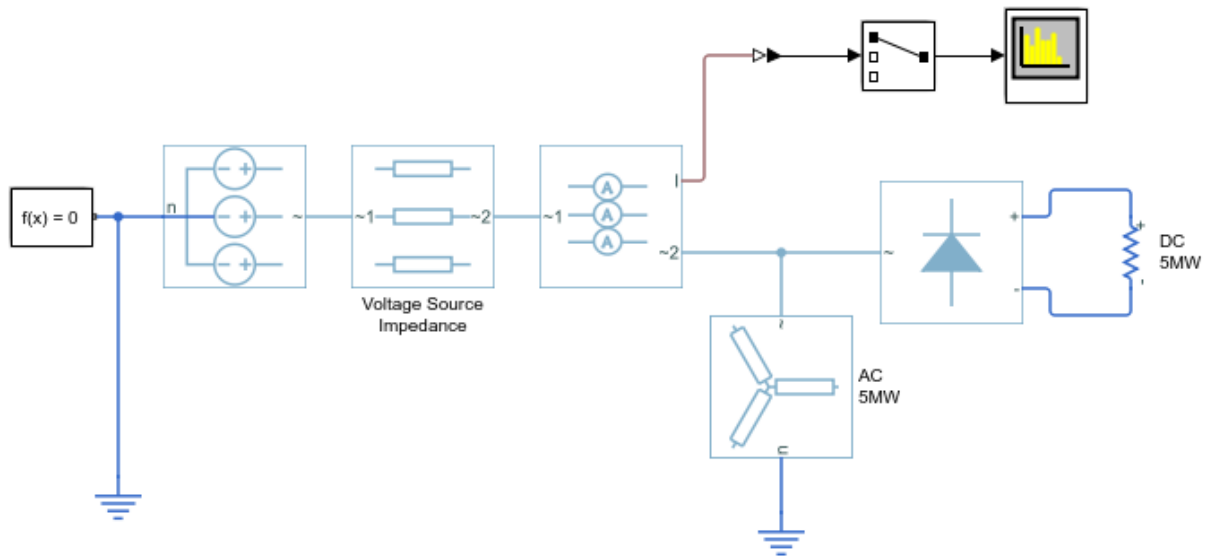 f(x) = 0
n
~
~1
~2
Voltage Source
Impedance
A
A
A
~1
I
~2
~
+
-
+
-
DC
5MW
~
n
AC
5MW